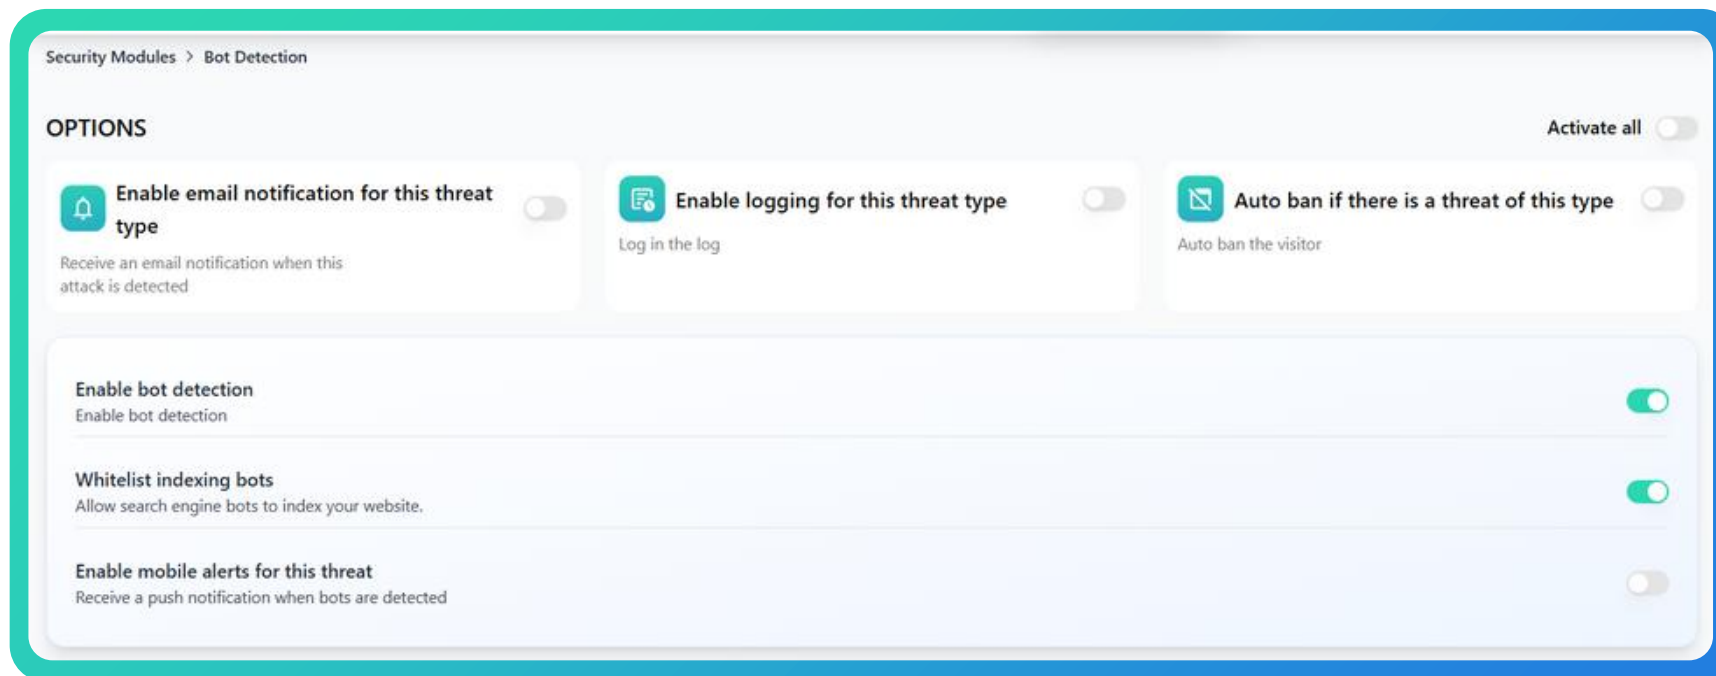 Security Modules > Bot Detection
OPTIONS
Activate all
Enable email notification for this threat
type
Receive an email notification when this
attack is detected
Enable logging for this threat type
Log in the log
Auto ban if there is a threat of this type
Auto ban the visitor
Enable bot detection
Enable bot detection
Whitelist indexing bots
Allow search engine bots to index your website.
Enable mobile alerts for this threat
Receive a push notification when bots are detected